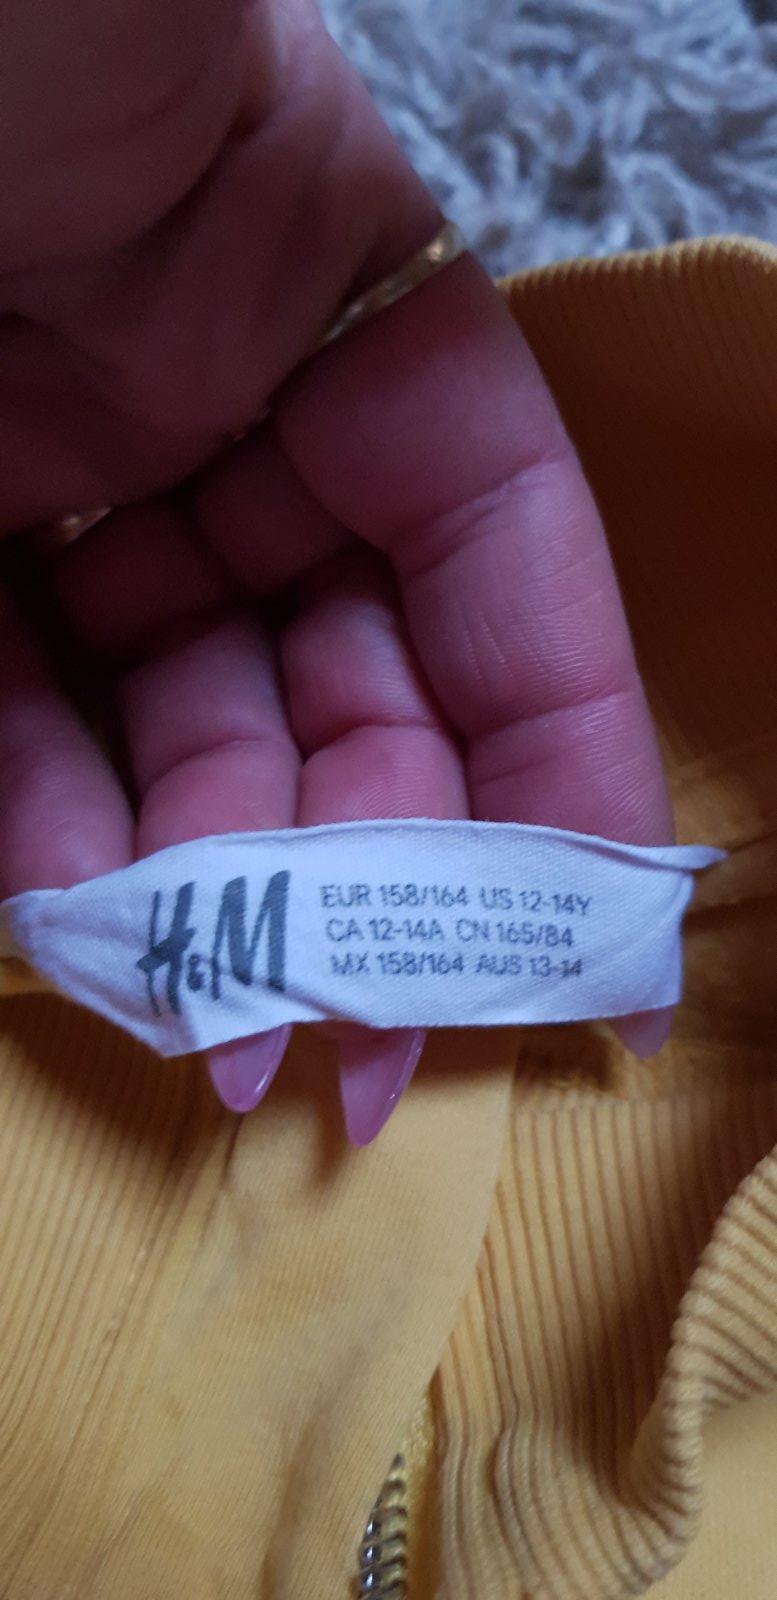 H&M
EUR 158/164 US 12-14Y
CA 12-14A CN 165/84
MX 158/164 AUS 13-14